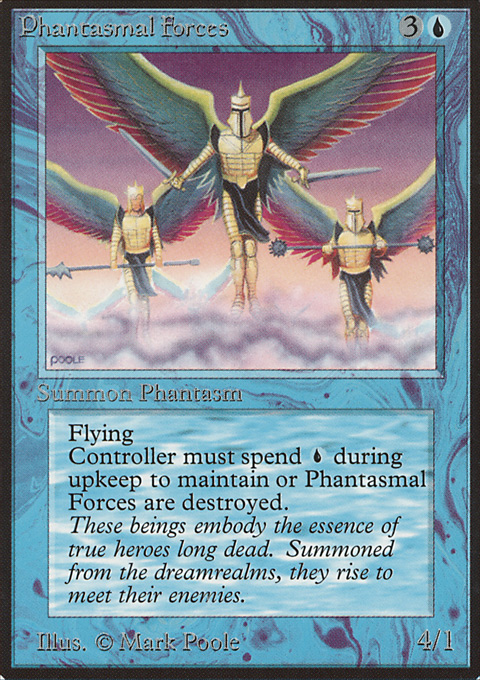 Phantasmal Forces 3
POOLE
Summon Phantasm
Flying
Controller must spend during
upkeep to maintain or Phantasmal
Forces are destroyed.
These beings embody the essence of
true heroes long dead. Summoned
from the dreamrealms, they rise to
meet their enemies.
Illus. © Mark Poole 4/1